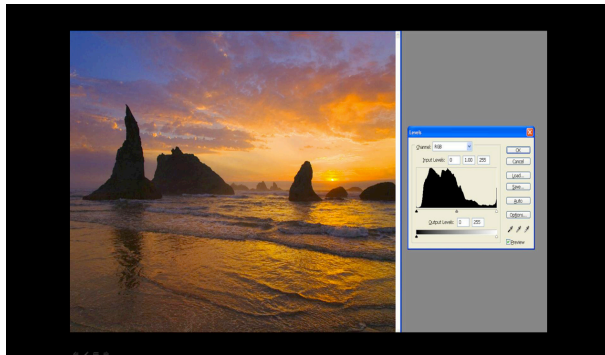 Levels
Channel: RGB
OK
Input Levels: 0 1.00 255
Cancel
Load...
Save...
Auto
Options...
Output Levels: 0 255
Preview